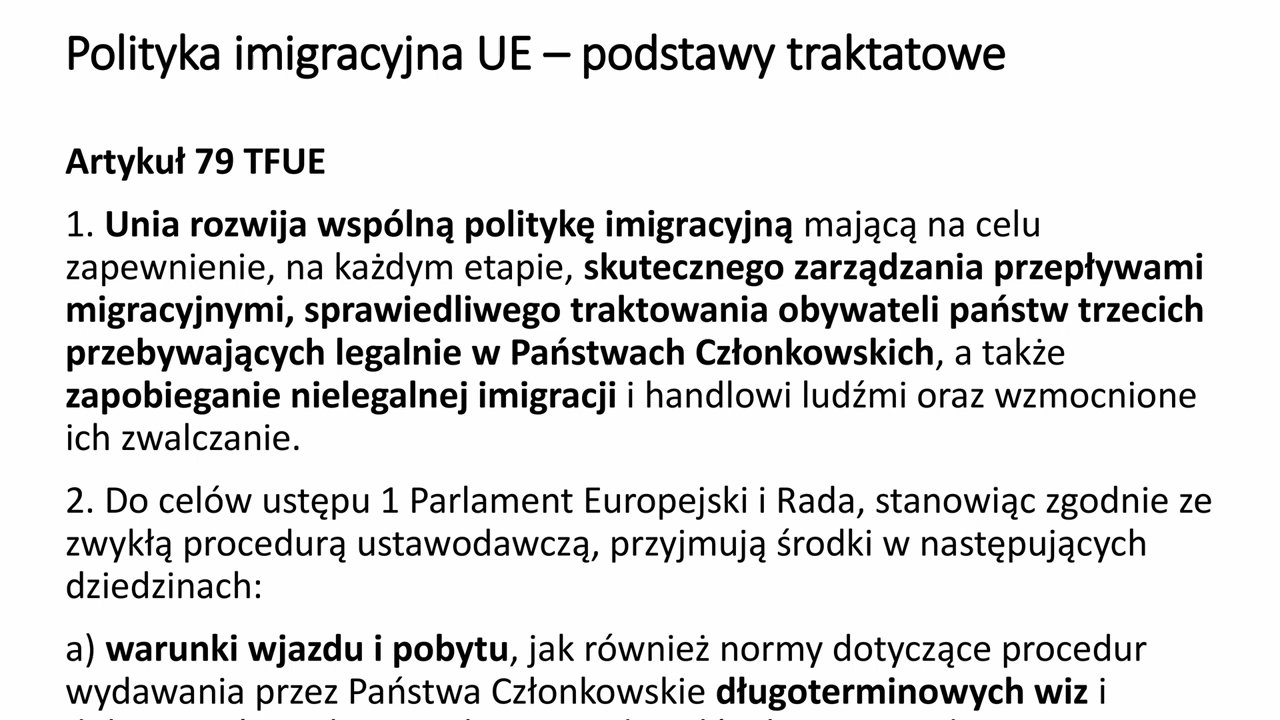 Polityka imigracyjna UE – podstawy traktatowe
Artykuł 79 TFUE
1. Unia rozwija wspólną politykę imigracyjną mającą na celu
zapewnienie, na każdym etapie, skutecznego zarządzania przepływami
migracyjnymi, sprawiedliwego traktowania obywateli państw trzecich
przebywających legalnie w Państwach Członkowskich, a także
zapobieganie nielegalnej imigracji i handlowi ludźmi oraz wzmocnione
ich zwalczanie.
2. Do celów ustępu 1 Parlament Europejski i Rada, stanowiąc zgodnie ze
zwykłą procedurą ustawodawczą, przyjmują środki w następujących
dziedzinach:
a) warunki wjazdu i pobytu, jak również normy dotyczące procedur
wydawania przez Państwa Członkowskie długoterminowych wiz i